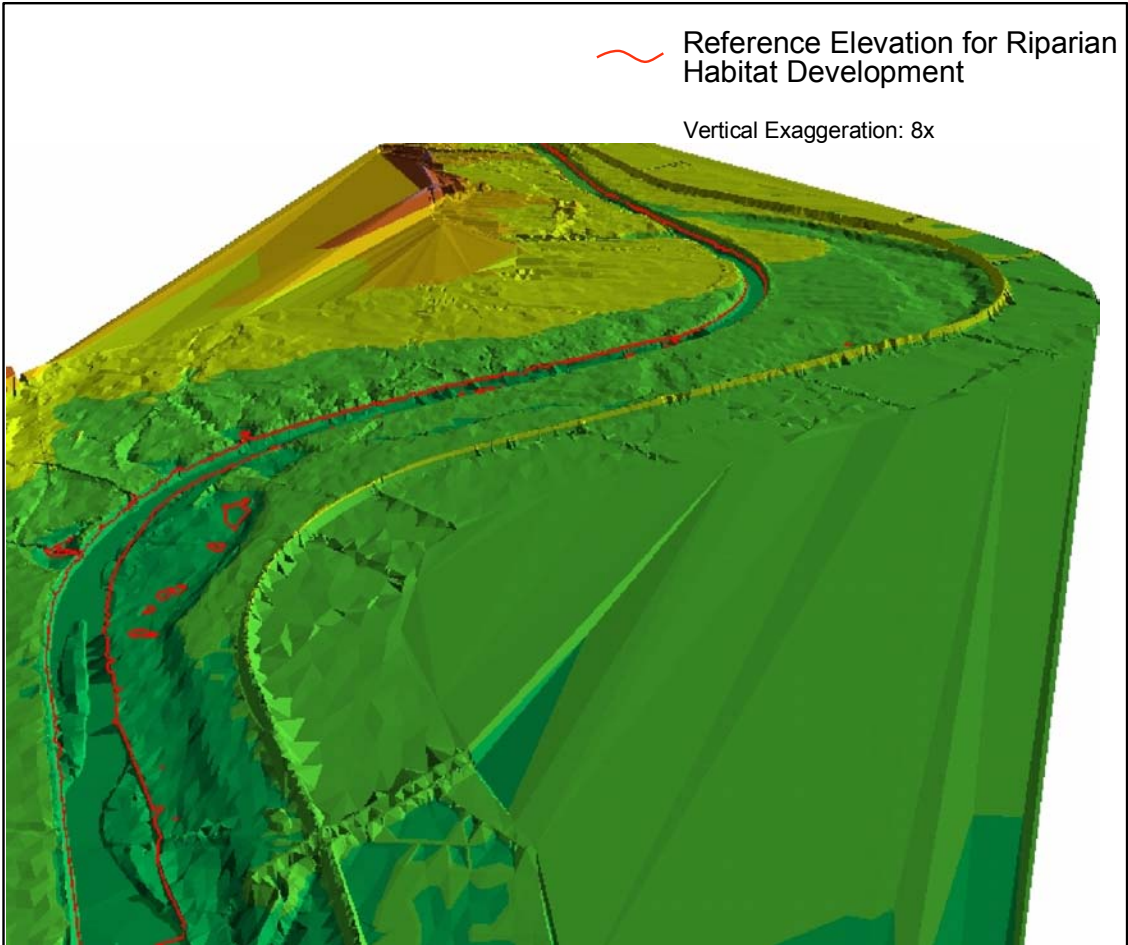 Reference Elevation for Riparian
Habitat Development
Vertical Exaggeration: 8x